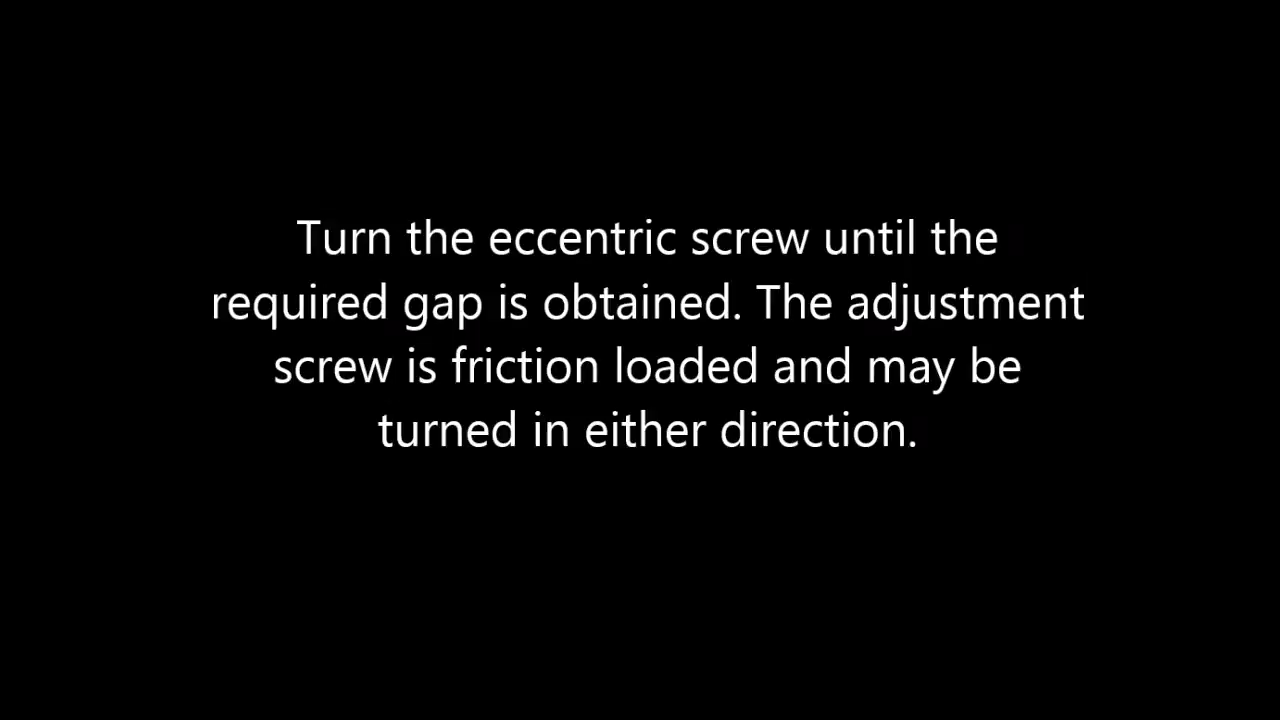 Turn the eccentric screw until the
required gap is obtained. The adjustment
screw is friction loaded and may be
turned in either direction.